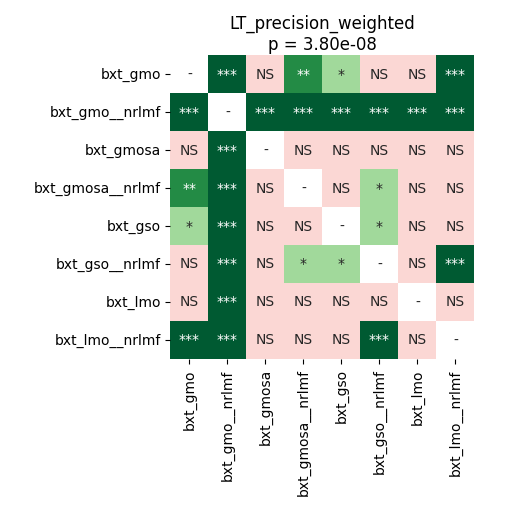 LT_precision_weighted
p = 3.80e-08
bxt_gmo - *** NS ** * NS NS ***
bxt_gmo__nrlmf *** - *** *** *** *** *** ***
bxt_gmosa NS *** - NS NS NS NS NS
bxt_gmosa__nrlmf ** *** NS - NS * NS NS
bxt_gso * *** NS NS - * NS NS
bxt_gso__nrlmf NS *** NS * * - NS ***
bxt_lmo NS *** NS NS NS NS - NS
bxt_lmo__nrlmf *** *** NS NS NS *** NS -
bxt_gmo
bxt_gmo__nrlmf
bxt_gmosa
bxt_gmosa__nrlmf
bxt_gso
bxt_gso__nrlmf
bxt_lmo
bxt_lmo__nrlmf